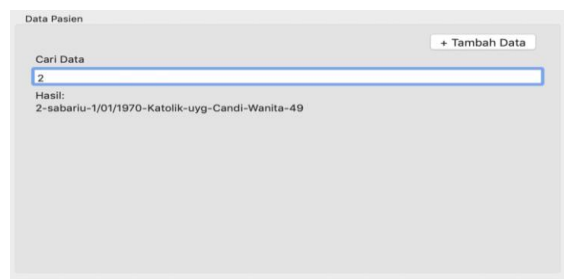 Data Pasien
+ Tambah Data
Cari Data
2
Hasil:
2-sabariu-1/01/1970-Katolik-uyg-Candi-Wanita-49